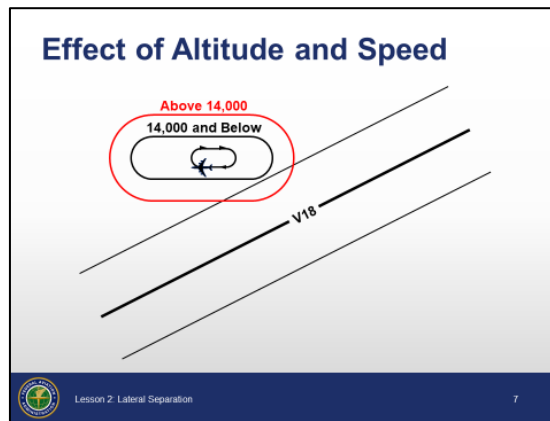 Effect of Altitude and Speed
Above 14,000
14,000 and Below
V18
Lesson 2: Lateral Separation
7